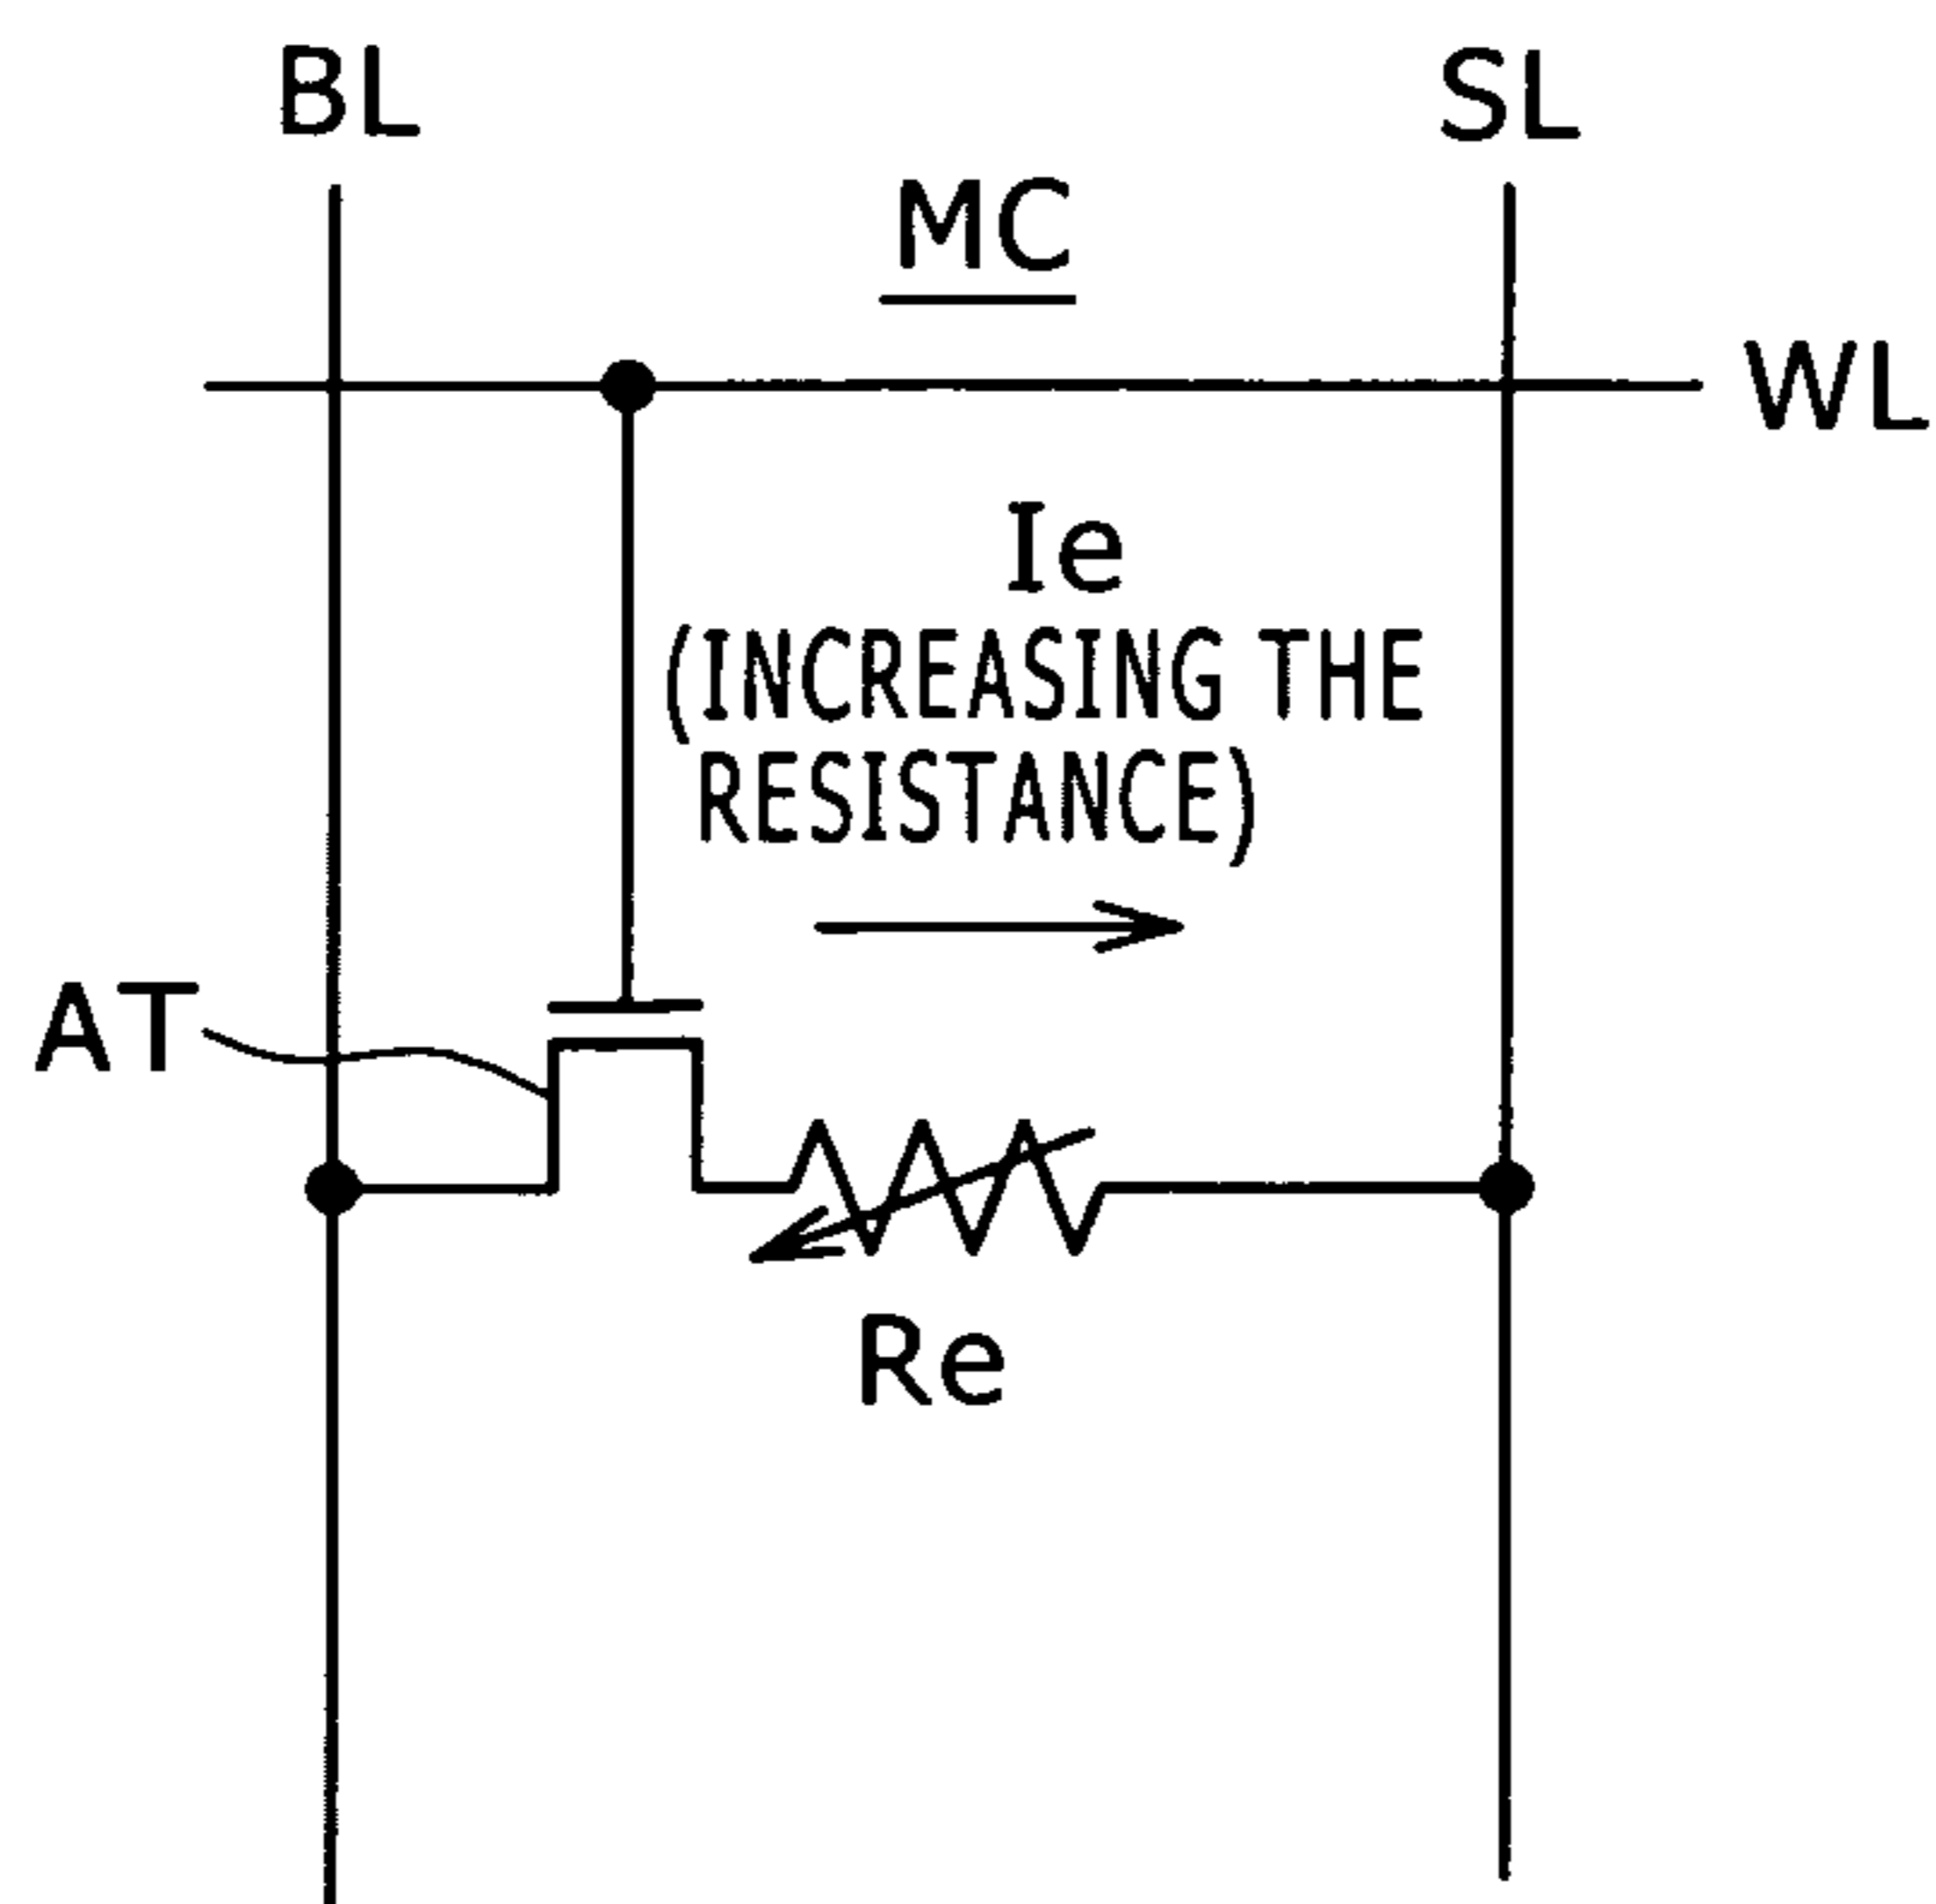 BL
SL
MC
WL
Ie
(INCREASING THE
RESISTANCE)
AT
Re